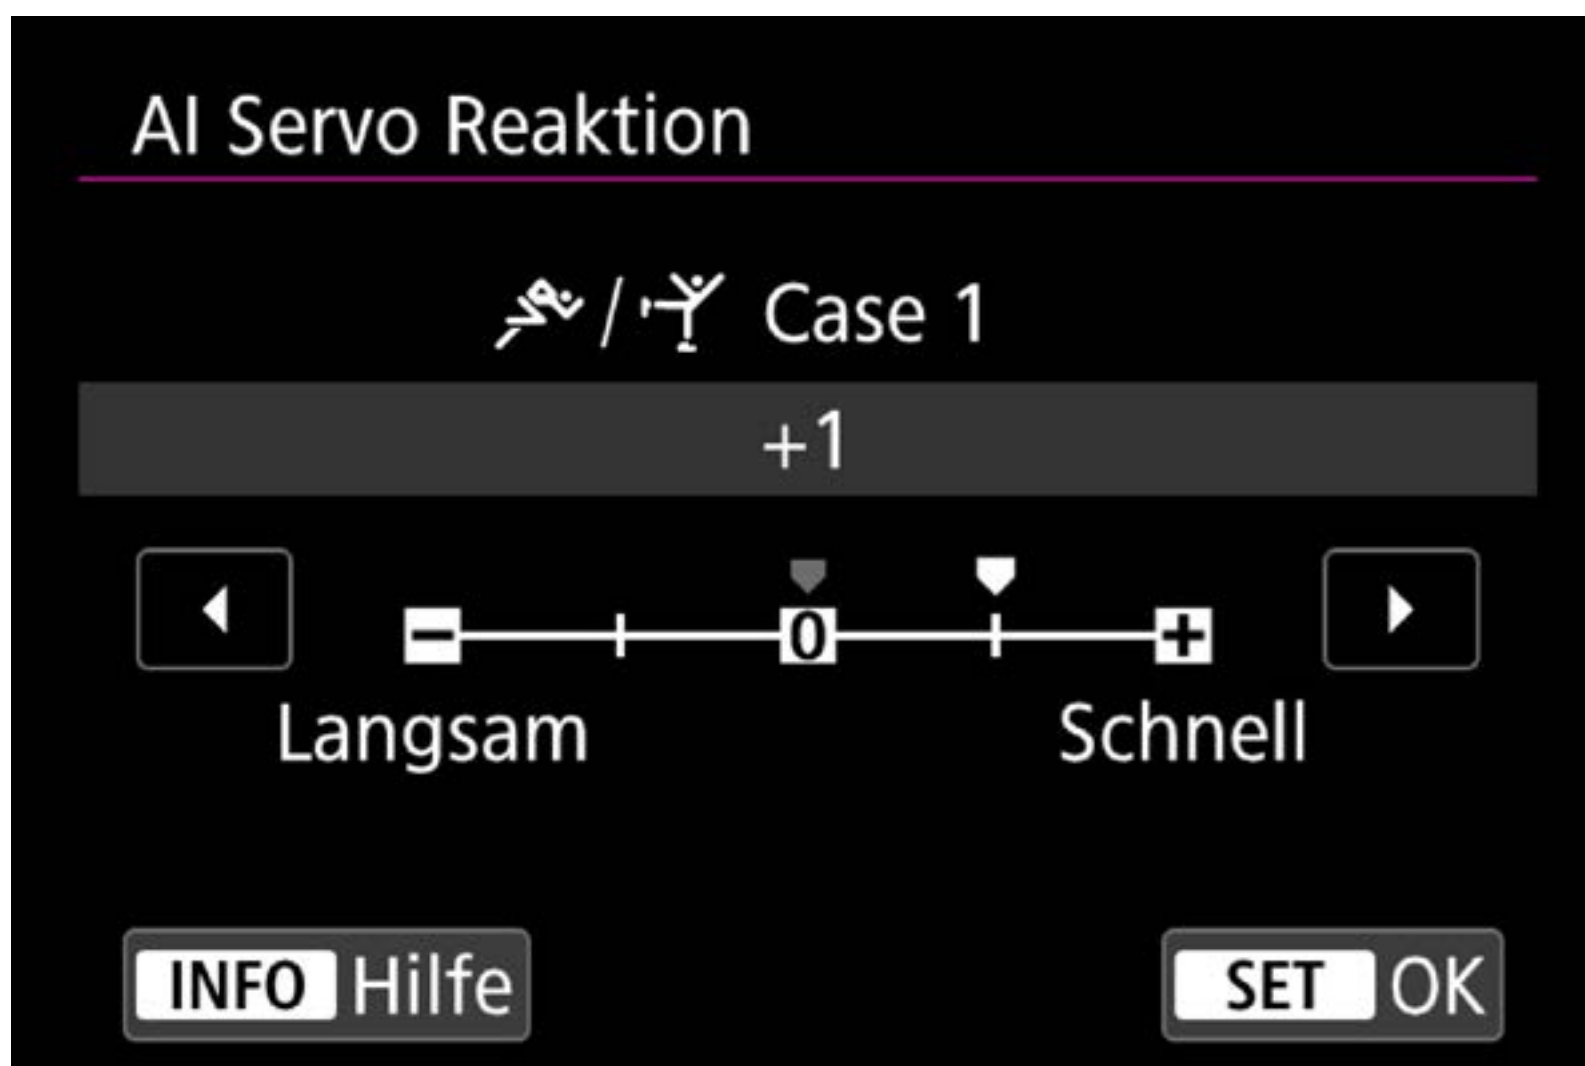 AI Servo Reaktion
/ Case 1
+1
- 0 +
Langsam Schnell
INFO Hilfe SET OK